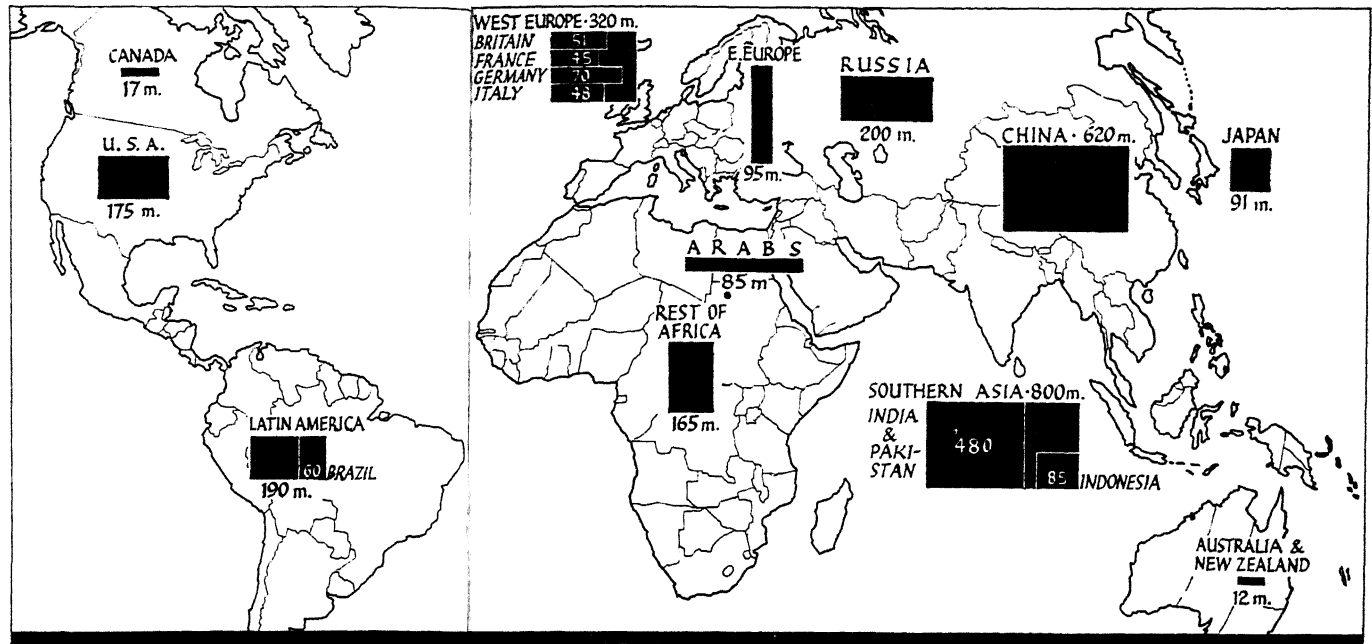 CANADA
17 m.
U. S. A.
175 m.
LATIN AMERICA
60 BRAZIL
190 m.
WEST EUROPE · 320 m.
BRITAIN 51
FRANCE 45
GERMANY 70
ITALY 48
E. EUROPE
95 m.
RUSSIA
200 m.
CHINA · 620 m.
JAPAN
91 m.
ARABS
85 m
REST OF
AFRICA
165 m.
SOUTHERN ASIA · 800 m.
INDIA
&
PAKI-
STAN
480
85 INDONESIA
AUSTRALIA &
NEW ZEALAND
12 m.